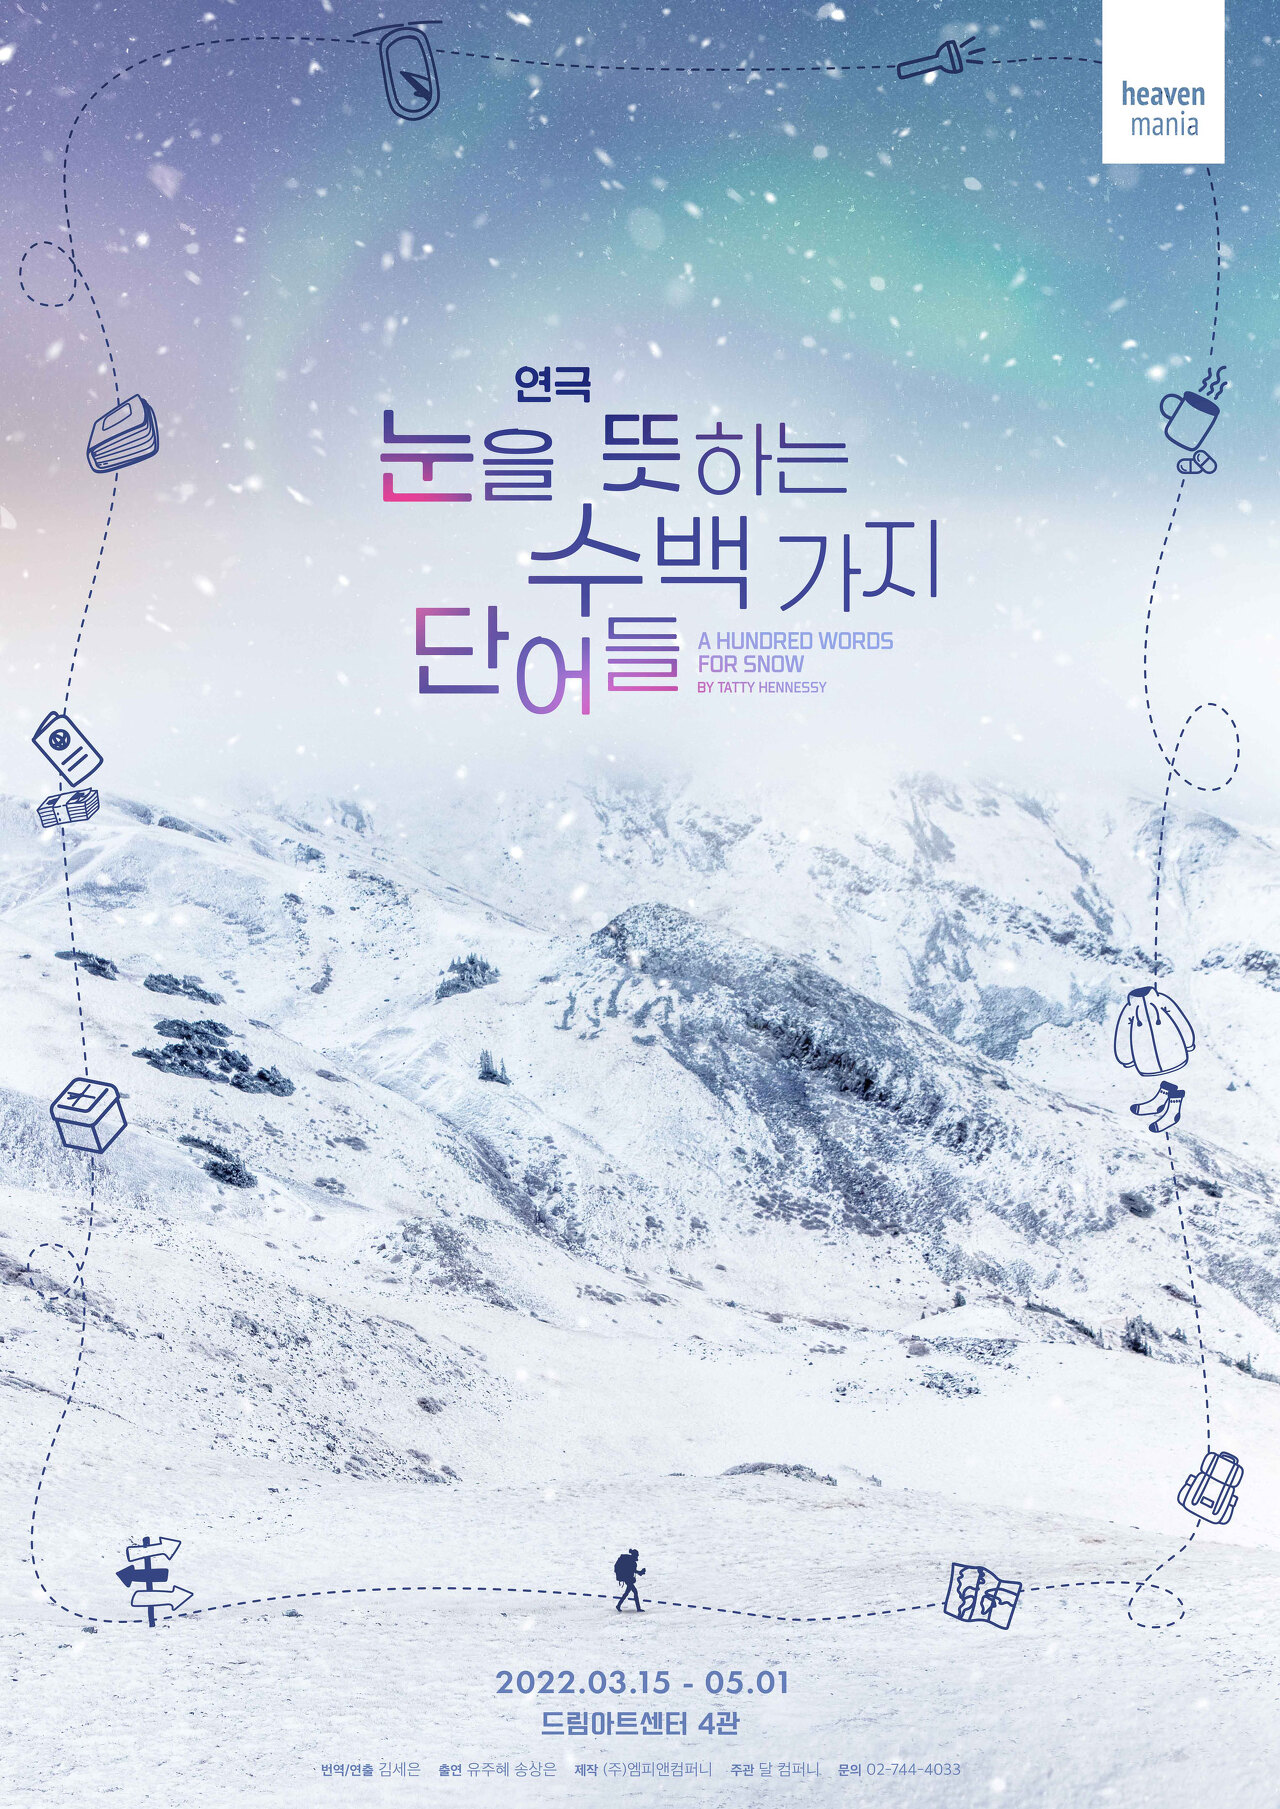 heaven
mania
연극
눈을 뜻하는
수백 가지
단어들
A HUNDRED WORDS
FOR SNOW
BY TATTY HENNESSY
2022.03.15 - 05.01
드림아트센터 4관
번역/연출 김세은 출연 유주혜 송상은 제작 (주)엠피앤컴퍼니 주관 달 컴퍼니 문의 02-744-4033